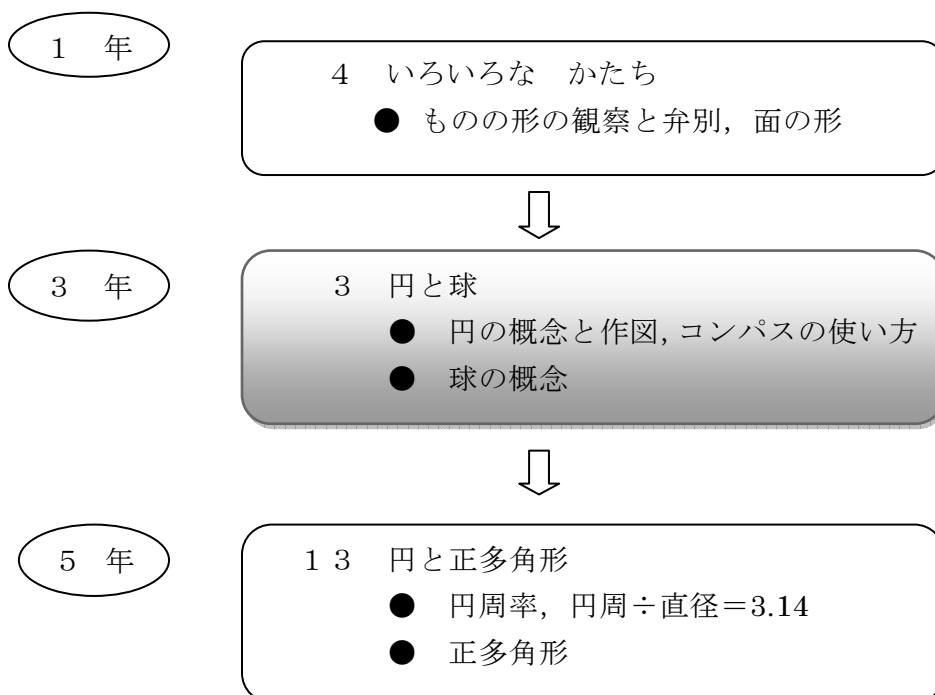 １　年
４　いろいろな　かたち
●　ものの形の観察と弁別，面の形
３　年
３　円と球
●　円の概念と作図，コンパスの使い方
●　球の概念
５　年
１３　円と正多角形
●　円周率，円周÷直径＝3.14
●　正多角形